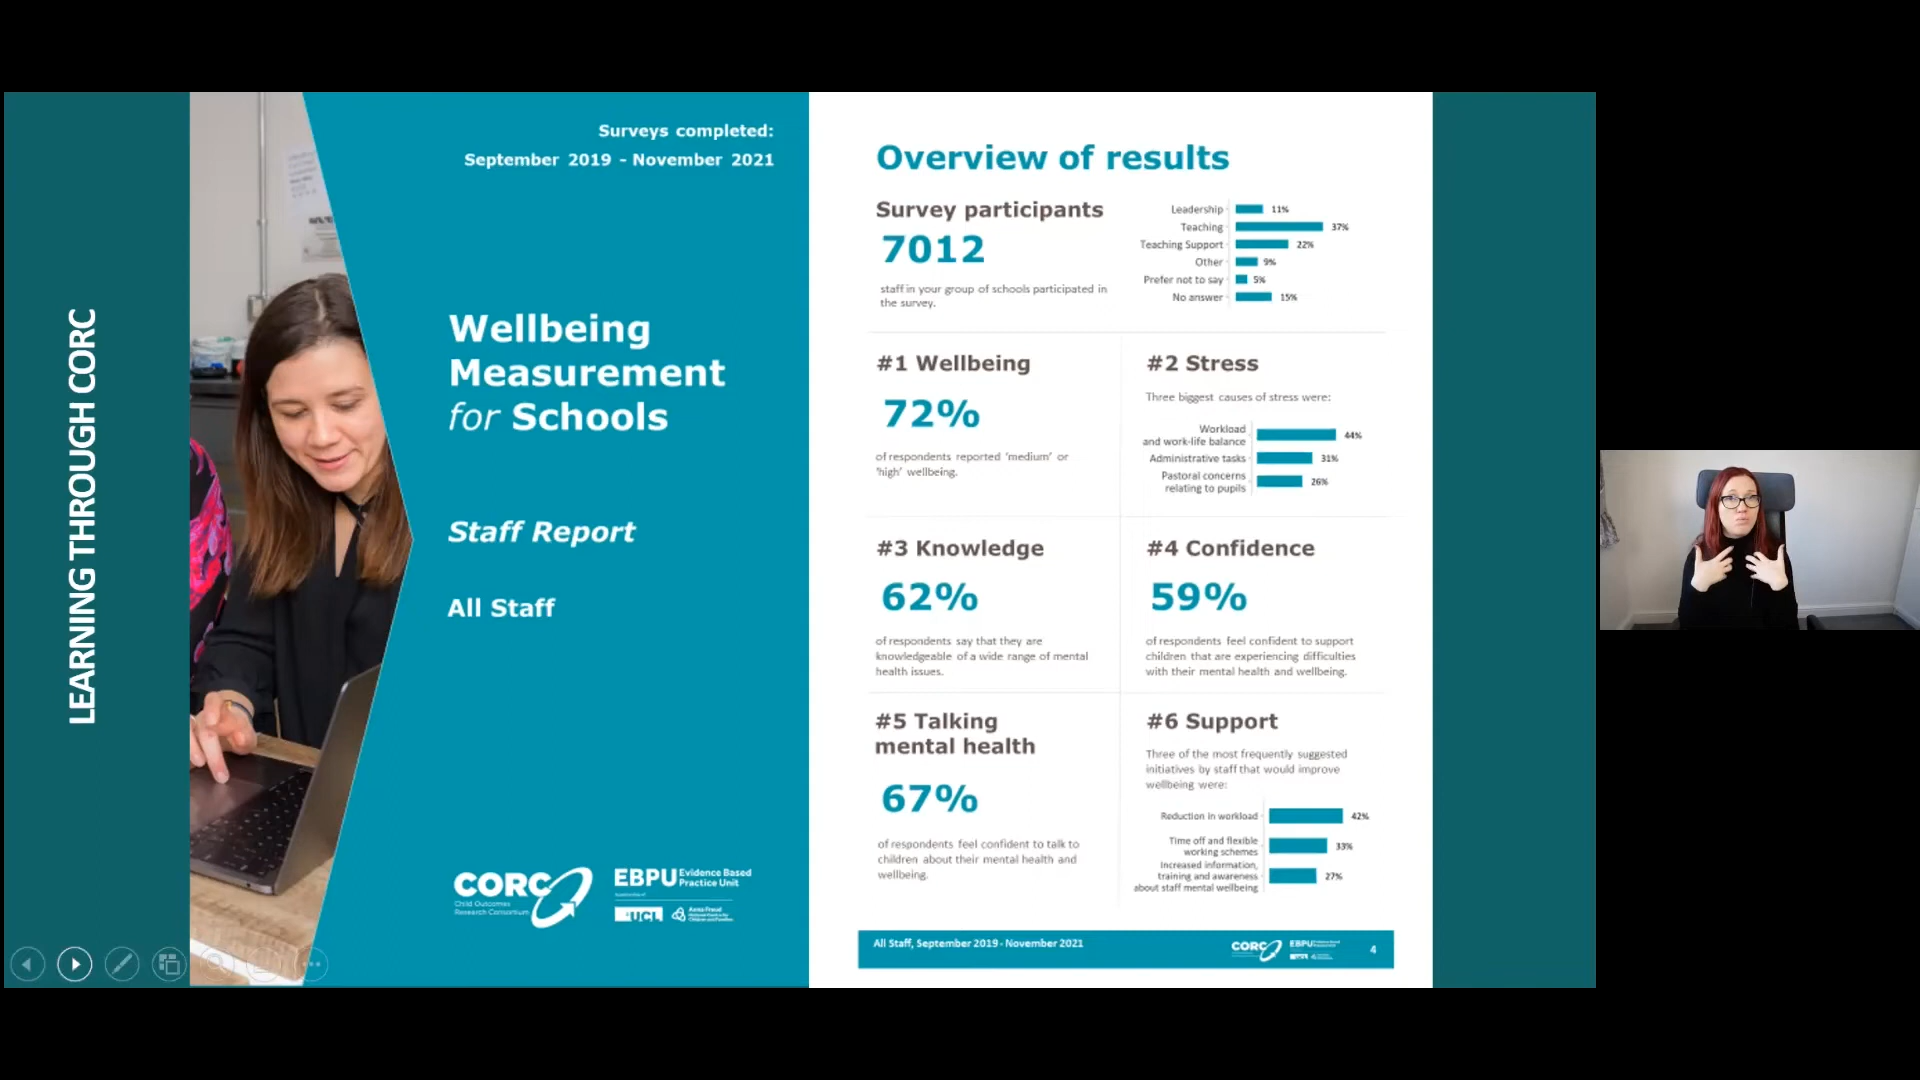 LEARNING THROUGH CORC
Surveys completed:
September 2019 - November 2021
Wellbeing
Measurement
for Schools
Staff Report
All Staff
CORC
Child Outcomes
Research Consortium
EBPU Evidence Based
Practice Unit
UCL
Anna Freud
National Centre for
Children and Families
Overview of results
Survey participants
7012
staff in your group of schools participated in
the survey.
Leadership 11%
Teaching 37%
Teaching Support 22%
Other 9%
Prefer not to say 5%
No answer 15%
#1 Wellbeing
72%
of respondents reported 'medium' or
'high' wellbeing.
#2 Stress
Three biggest causes of stress were:
Workload
and work-life balance 44%
Administrative tasks 31%
Pastoral concerns
relating to pupils 26%
#3 Knowledge
62%
of respondents say that they are
knowledgeable of a wide range of mental
health issues.
#4 Confidence
59%
of respondents feel confident to support
children that are experiencing difficulties
with their mental health and wellbeing.
#5 Talking
mental health
67%
of respondents feel confident to talk to
children about their mental health and
wellbeing.
#6 Support
Three of the most frequently suggested
initiatives by staff that would improve
wellbeing were:
Reduction in workload 42%
Time off and flexible
working schemes 33%
Increased information,
training and awareness
about staff mental wellbeing 27%
All Staff, September 2019 - November 2021
CORC
EBPU
4